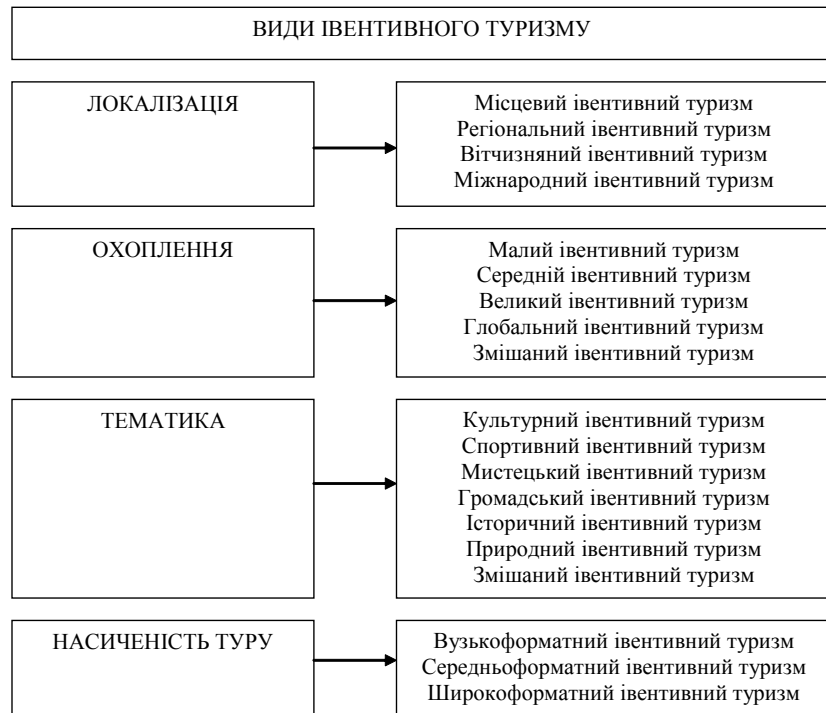 ВИДИ ІВЕНТИВНОГО ТУРИЗМУ
ЛОКАЛІЗАЦІЯ
Місцевий івентивний туризм
Регіональний івентивний туризм
Вітчизняний івентивний туризм
Міжнародний івентивний туризм
ОХОПЛЕННЯ
Малий івентивний туризм
Середній івентивний туризм
Великий івентивний туризм
Глобальний івентивний туризм
Змішаний івентивний туризм
ТЕМАТИКА
Культурний івентивний туризм
Спортивний івентивний туризм
Мистецький івентивний туризм
Громадський івентивний туризм
Історичний івентивний туризм
Природний івентивний туризм
Змішаний івентивний туризм
НАСИЧЕНІСТЬ ТУРУ
Вузькоформатний івентивний туризм
Середньоформатний івентивний туризм
Широкоформатний івентивний туризм